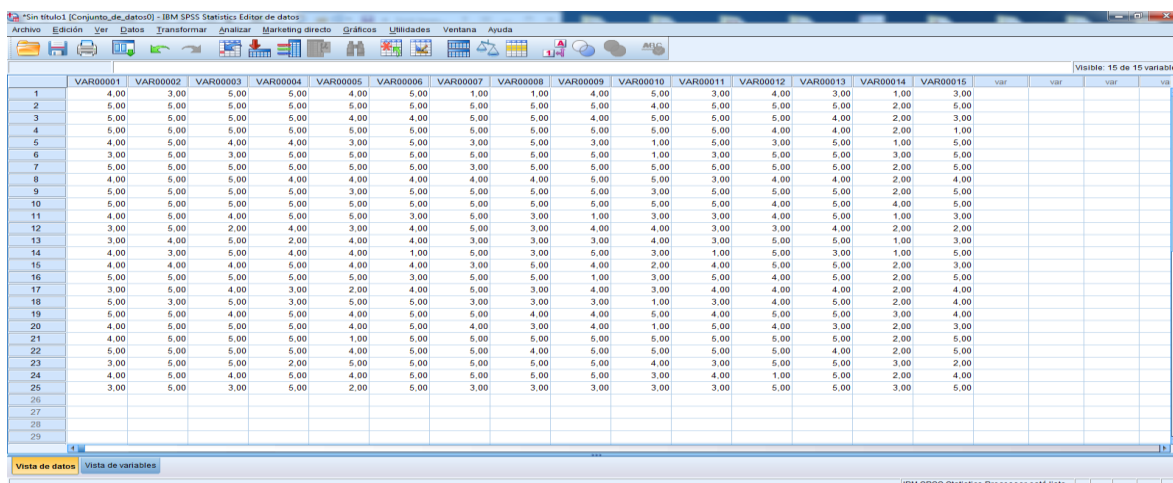 *Sin título1 [Conjunto_de_datos0] - IBM SPSS Statistics Editor de datos
Archivo Edición Ver Datos Transformar Analizar Marketing directo Gráficos Utilidades Ventana Ayuda
Visible: 15 de 15 variable
VAR00001 VAR00002 VAR00003 VAR00004 VAR00005 VAR00006 VAR00007 VAR00008 VAR00009 VAR00010 VAR00011 VAR00012 VAR00013 VAR00014 VAR00015 var var var va
1 4,00 3,00 5,00 5,00 4,00 5,00 1,00 1,00 4,00 5,00 3,00 4,00 3,00 1,00 3,00
2 5,00 5,00 5,00 5,00 5,00 5,00 5,00 5,00 5,00 4,00 5,00 5,00 5,00 2,00 5,00
3 5,00 5,00 5,00 5,00 4,00 4,00 5,00 5,00 4,00 5,00 5,00 5,00 4,00 2,00 3,00
4 5,00 5,00 5,00 5,00 5,00 5,00 5,00 5,00 5,00 5,00 5,00 4,00 4,00 2,00 1,00
5 4,00 5,00 4,00 4,00 3,00 5,00 3,00 5,00 3,00 1,00 5,00 3,00 5,00 1,00 5,00
6 3,00 5,00 3,00 5,00 5,00 5,00 5,00 5,00 5,00 1,00 3,00 5,00 5,00 3,00 5,00
7 5,00 5,00 5,00 5,00 5,00 5,00 3,00 5,00 5,00 5,00 5,00 5,00 5,00 2,00 5,00
8 4,00 5,00 5,00 4,00 4,00 4,00 4,00 4,00 5,00 5,00 3,00 4,00 4,00 2,00 4,00
9 5,00 5,00 5,00 5,00 3,00 5,00 5,00 5,00 5,00 3,00 5,00 5,00 5,00 2,00 5,00
10 5,00 5,00 5,00 5,00 5,00 5,00 5,00 5,00 5,00 5,00 5,00 4,00 5,00 2,00 5,00
11 4,00 5,00 4,00 5,00 5,00 3,00 5,00 3,00 1,00 3,00 3,00 4,00 5,00 1,00 3,00
12 3,00 5,00 2,00 4,00 3,00 4,00 5,00 3,00 4,00 4,00 3,00 3,00 4,00 2,00 3,00
13 3,00 4,00 5,00 2,00 4,00 4,00 3,00 3,00 3,00 4,00 3,00 5,00 5,00 1,00 3,00
14 4,00 3,00 5,00 4,00 4,00 1,00 5,00 3,00 5,00 3,00 1,00 5,00 3,00 1,00 5,00
15 4,00 4,00 4,00 5,00 4,00 4,00 3,00 5,00 4,00 2,00 4,00 5,00 5,00 2,00 3,00
16 5,00 5,00 5,00 5,00 5,00 3,00 5,00 5,00 1,00 3,00 5,00 4,00 5,00 2,00 5,00
17 3,00 5,00 4,00 3,00 2,00 4,00 5,00 3,00 4,00 3,00 4,00 4,00 4,00 2,00 4,00
18 5,00 3,00 5,00 3,00 5,00 5,00 3,00 3,00 3,00 1,00 3,00 4,00 5,00 2,00 4,00
19 5,00 5,00 4,00 5,00 4,00 5,00 5,00 4,00 4,00 5,00 4,00 5,00 5,00 3,00 4,00
20 4,00 5,00 5,00 5,00 4,00 5,00 4,00 3,00 4,00 1,00 5,00 4,00 3,00 2,00 3,00
21 4,00 5,00 5,00 5,00 1,00 5,00 5,00 5,00 5,00 5,00 5,00 5,00 5,00 2,00 5,00
22 5,00 5,00 5,00 5,00 4,00 5,00 5,00 4,00 5,00 5,00 5,00 5,00 4,00 2,00 5,00
23 3,00 5,00 5,00 2,00 4,00 5,00 5,00 5,00 5,00 4,00 3,00 5,00 5,00 3,00 2,00
24 4,00 5,00 4,00 5,00 4,00 5,00 4,00 5,00 5,00 3,00 4,00 1,00 5,00 2,00 4,00
25 3,00 5,00 3,00 5,00 2,00 5,00 3,00 3,00 3,00 3,00 3,00 5,00 5,00 3,00 5,00
26
27
28
29
Vista de datos Vista de variables